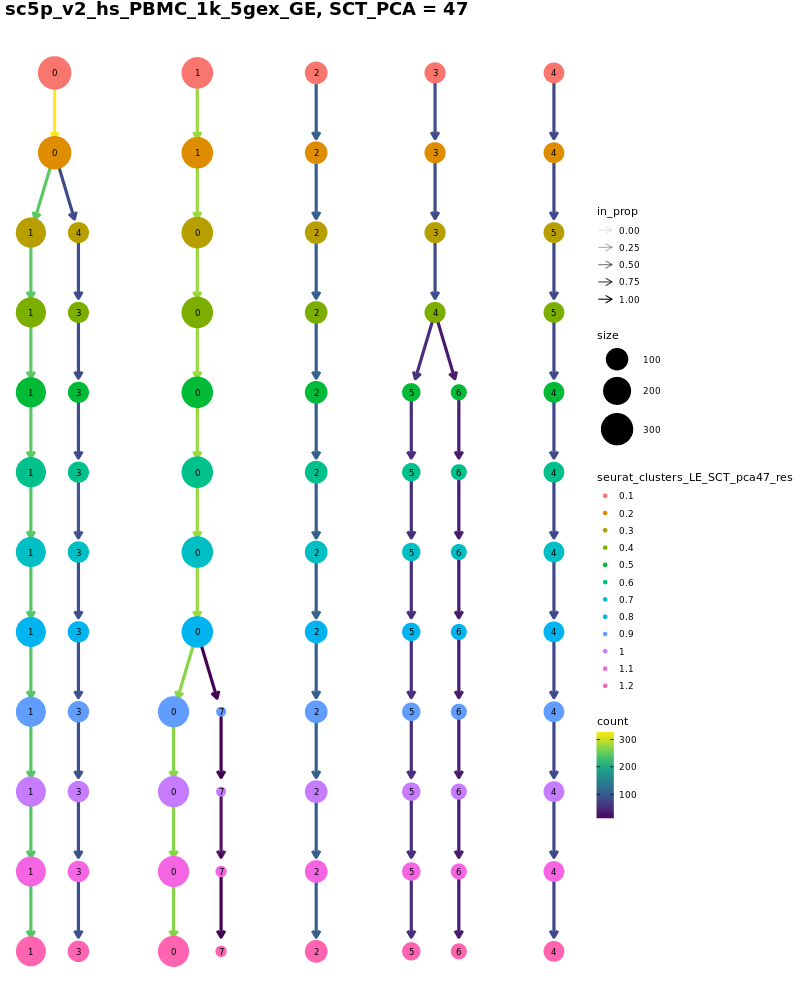 sc5p_v2_hs_PBMC_1k_5gex_GE, SCT_PCA = 47
0 1 2 3 4
0 1 2 3 4
1 4 0 2 3 5
1 3 0 2 4 5
1 3 0 2 5 6 4
1 3 0 2 5 6 4
1 3 0 2 5 6 4
1 3 0 2 5 6 4
1 3 0 7 2 5 6 4
1 3 0 7 2 5 6 4
1 3 0 7 2 5 6 4
1 3 0 7 2 5 6 4
in_prop
0.00
0.25
0.50
0.75
1.00
size
100
200
300
seurat_clusters_LE_SCT_pca47_res
0.1
0.2
0.3
0.4
0.5
0.6
0.7
0.8
0.9
1
1.1
1.2
count
300
200
100